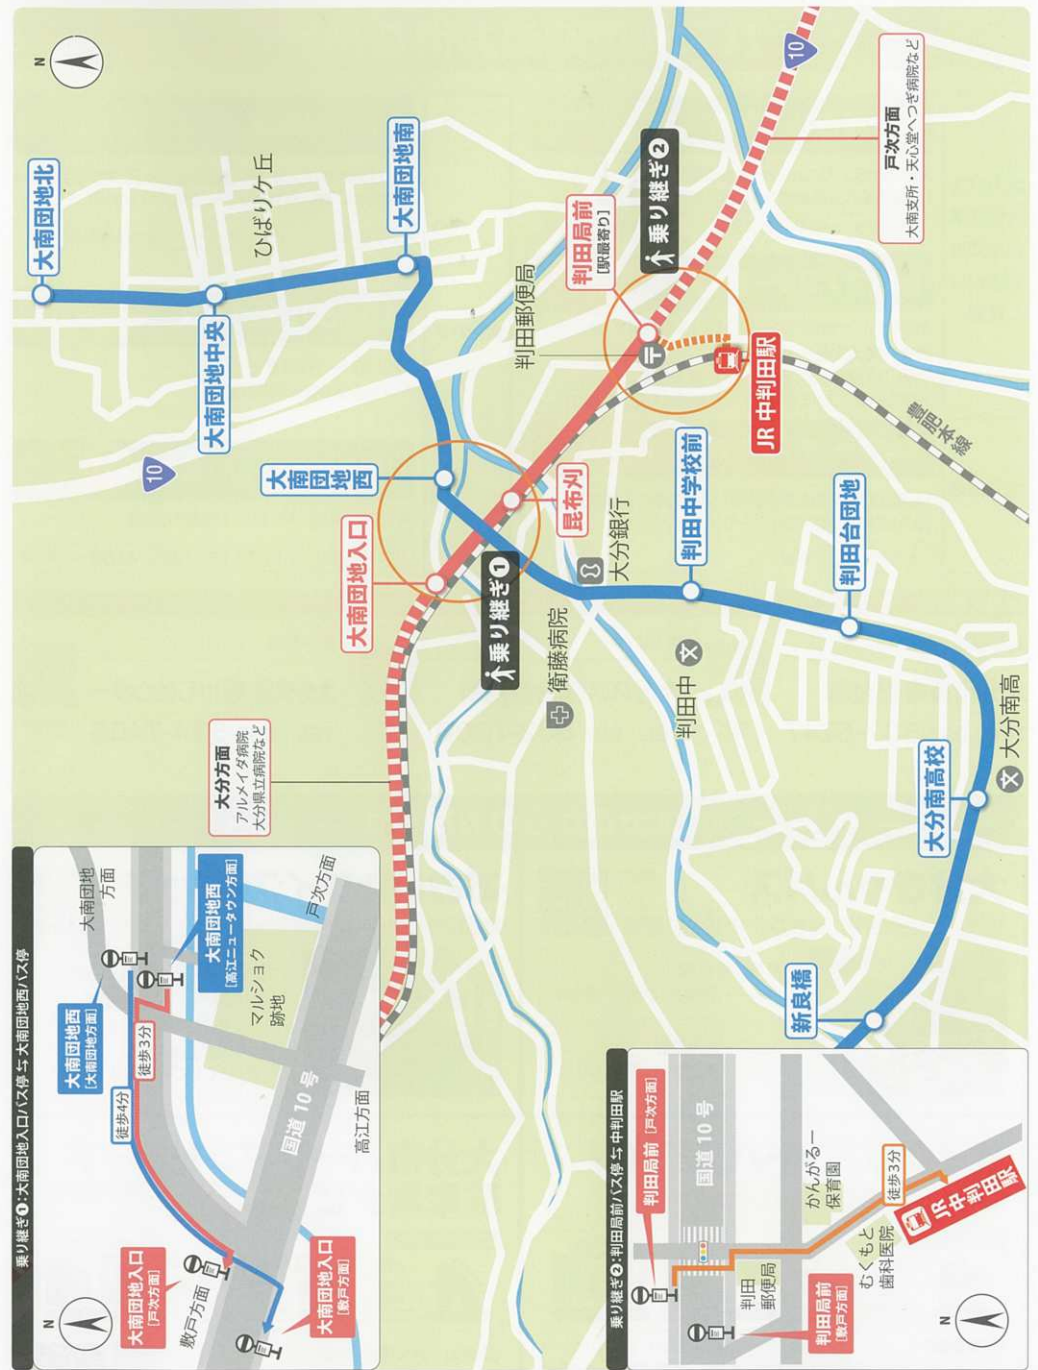 N
大南団地北
ひばりケ丘
大南団地南
大南団地中央
10
大南
団地西
大南団地入口
昆布刈
乗り継ぎ❶
判田郵便局
判田局前
[駅最寄り]
乗り継ぎ❷
10
戸次方面
大南支所・天心堂へつぎ病院など
JR 中判田駅
豊肥本線
大分銀行
衛藤病院
判田中学校前
判田中
判田台団地
大分南高校
大分南高
新良橋
大分方面
アルメイダ病院
大分県立病院など
乗り継ぎ❶:大南団地入口バス停 ⇆ 大南団地西バス停
N
大南団地
方面
大南団地西
[大南団地方面]
大南団地西
[高江ニュータウン方面]
徒歩4分
徒歩3分
マルショク
跡地
戸次方面
国道 10 号
高江方面
大南団地入口
[戸次方面]
敷戸方面
大南団地入口
[敷戸方面]
乗り継ぎ❷:判田局前バス停 ⇆ 中判田駅
判田局前 [戸次方面]
国道 10 号
判田
郵便局
判田局前
[敷戸方面]
かんがるー
保育園
むくもと
歯科医院
徒歩3分
JR中判田駅
N